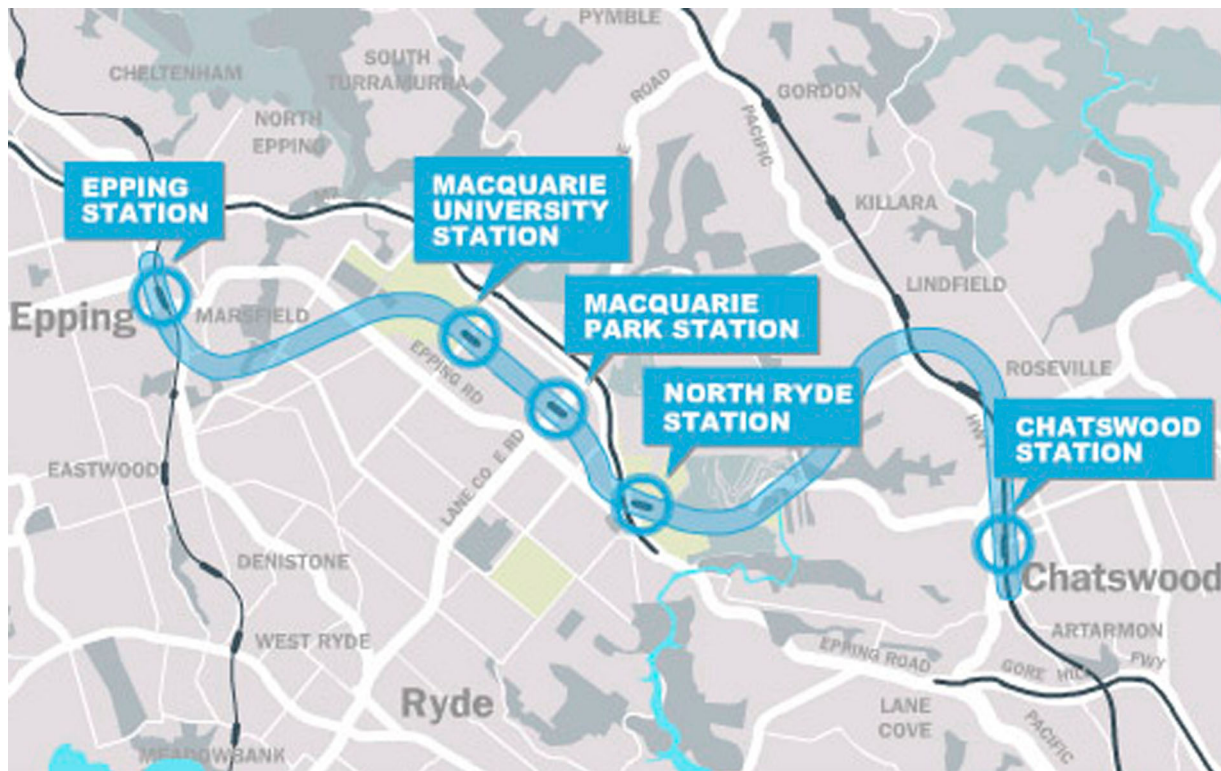 PYMBLE
SOUTH
TURRAMURRA
CHELTENHAM
ROAD
GORDON
NORTH
EPPING
PACIFIC
EPPING
STATION
MACQUARIE
UNIVERSITY
STATION
KILLARA
LINDFIELD
MACQUARIE
PARK STATION
Epping
MARSFIELD
EPPING RD
ROSEVILLE
NORTH RYDE
STATION
HWY
CHATSWOOD
STATION
EASTWOOD
LANE CO E RD
DENISTONE
Chatswood
WEST RYDE
ARTARMON
EPPING ROAD
GORE HILL
FWY
Ryde
LANE
COVE
PACIFIC
MEADOWBANK